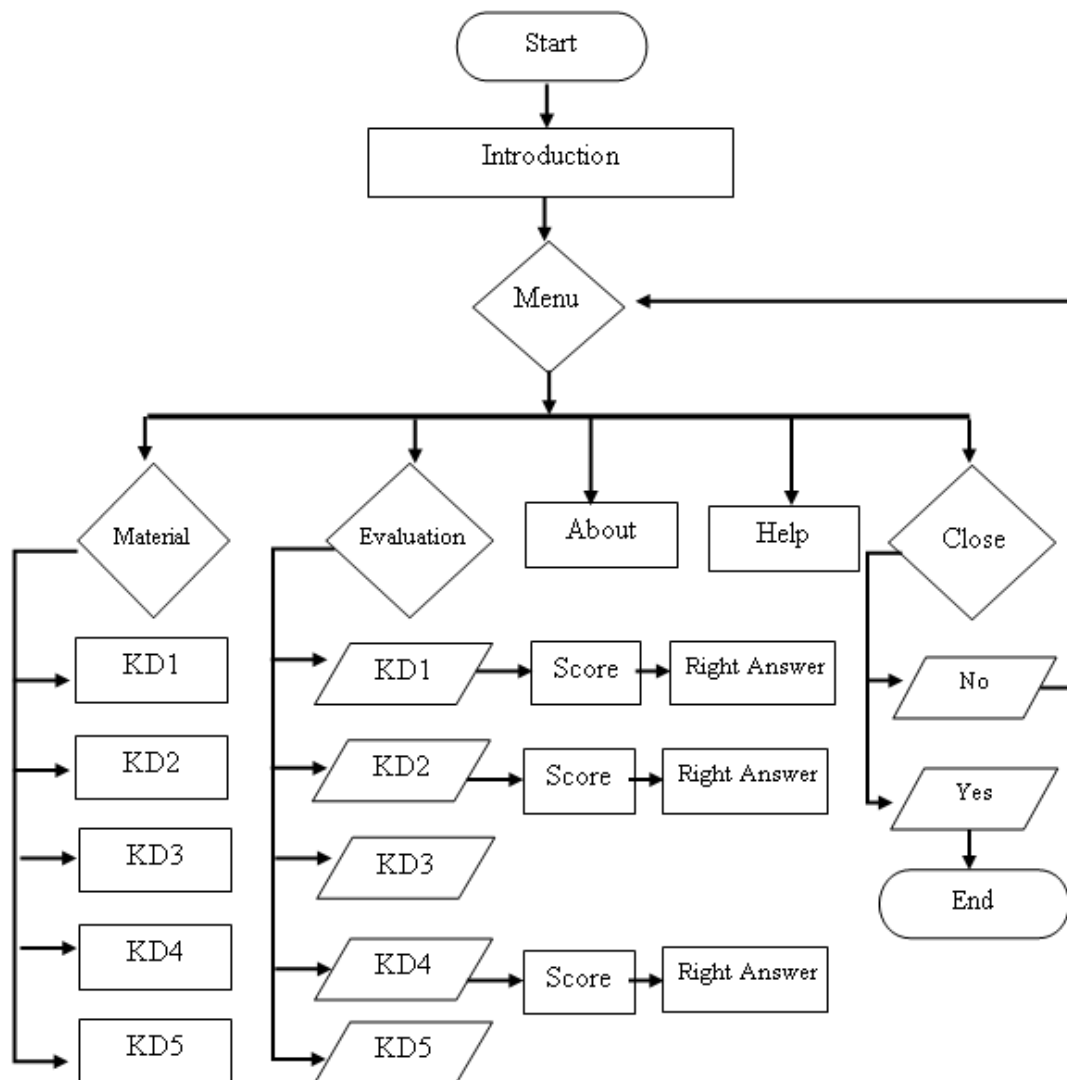 Start
Introduction
Menu
Material
Evaluation
About
Help
Close
KD1
KD1
Score
Right Answer
No
KD2
KD2
Score
Right Answer
Yes
KD3
KD3
End
KD4
KD4
Score
Right Answer
KD5
KD5